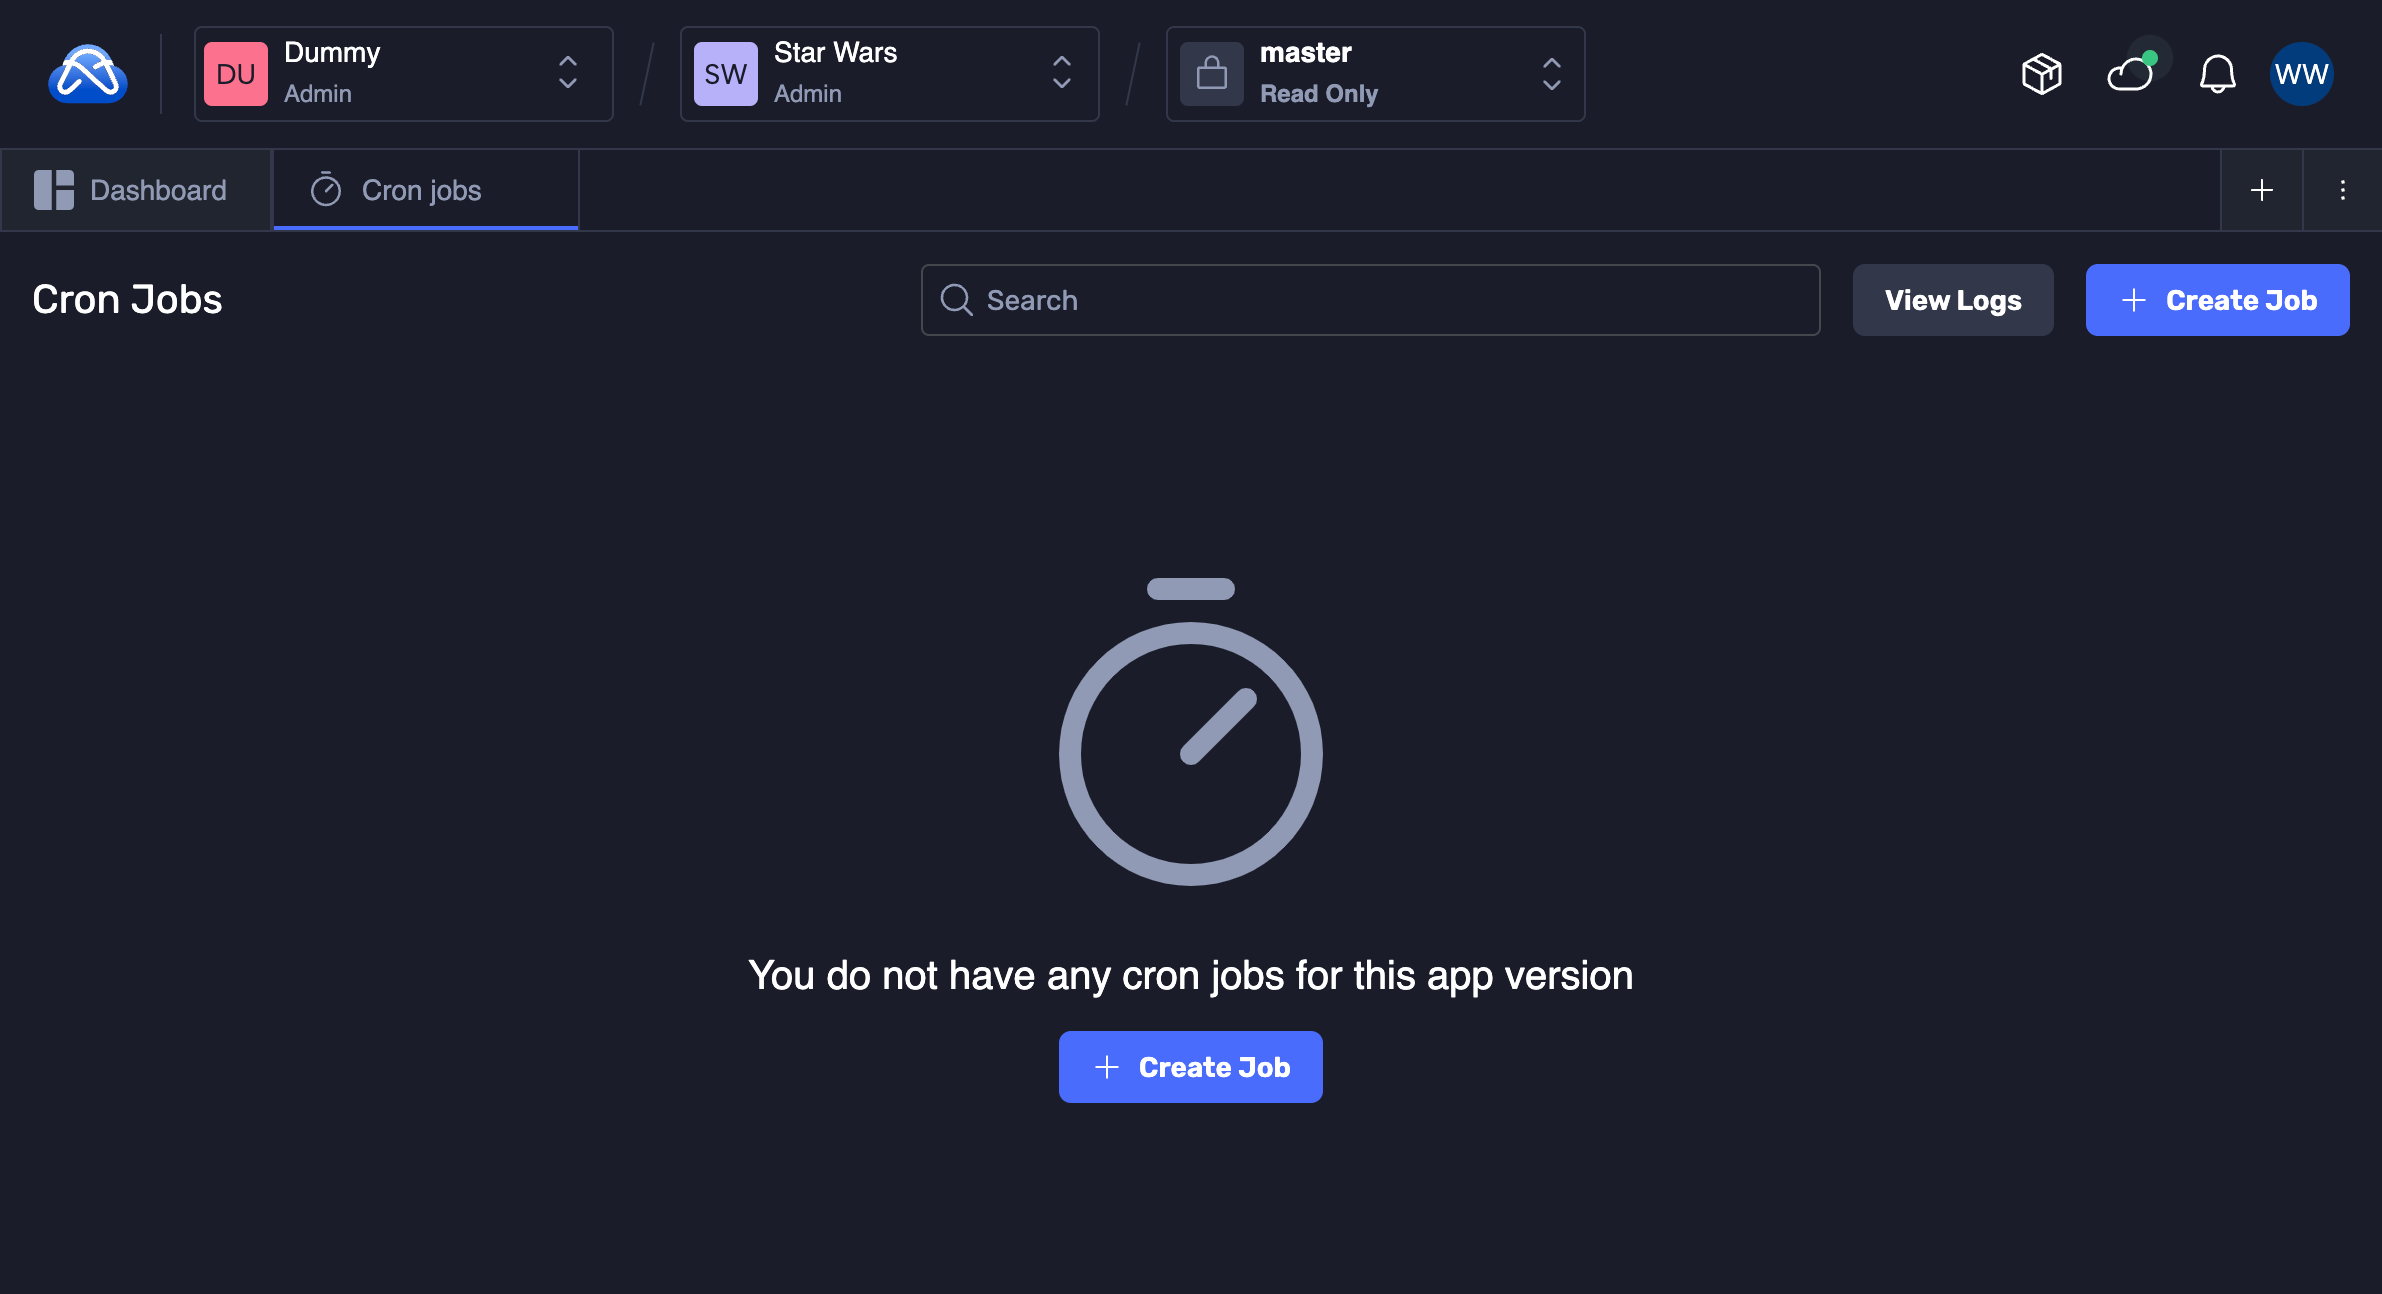 DU
Dummy
Admin
SW
Star Wars
Admin
master
Read Only
WW
Dashboard
Cron jobs
Cron Jobs
Search
View Logs
Create Job
You do not have any cron jobs for this app version
Create Job